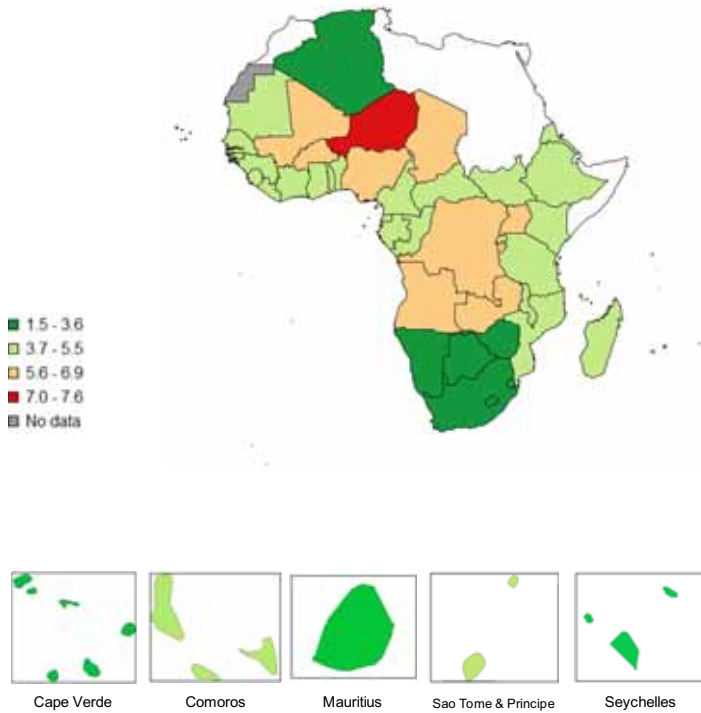 1.5 - 3.6
3.7 - 5.5
5.6 - 6.9
7.0 - 7.6
No data
Cape Verde
Comoros
Mauritius
Sao Tome & Principe
Seychelles